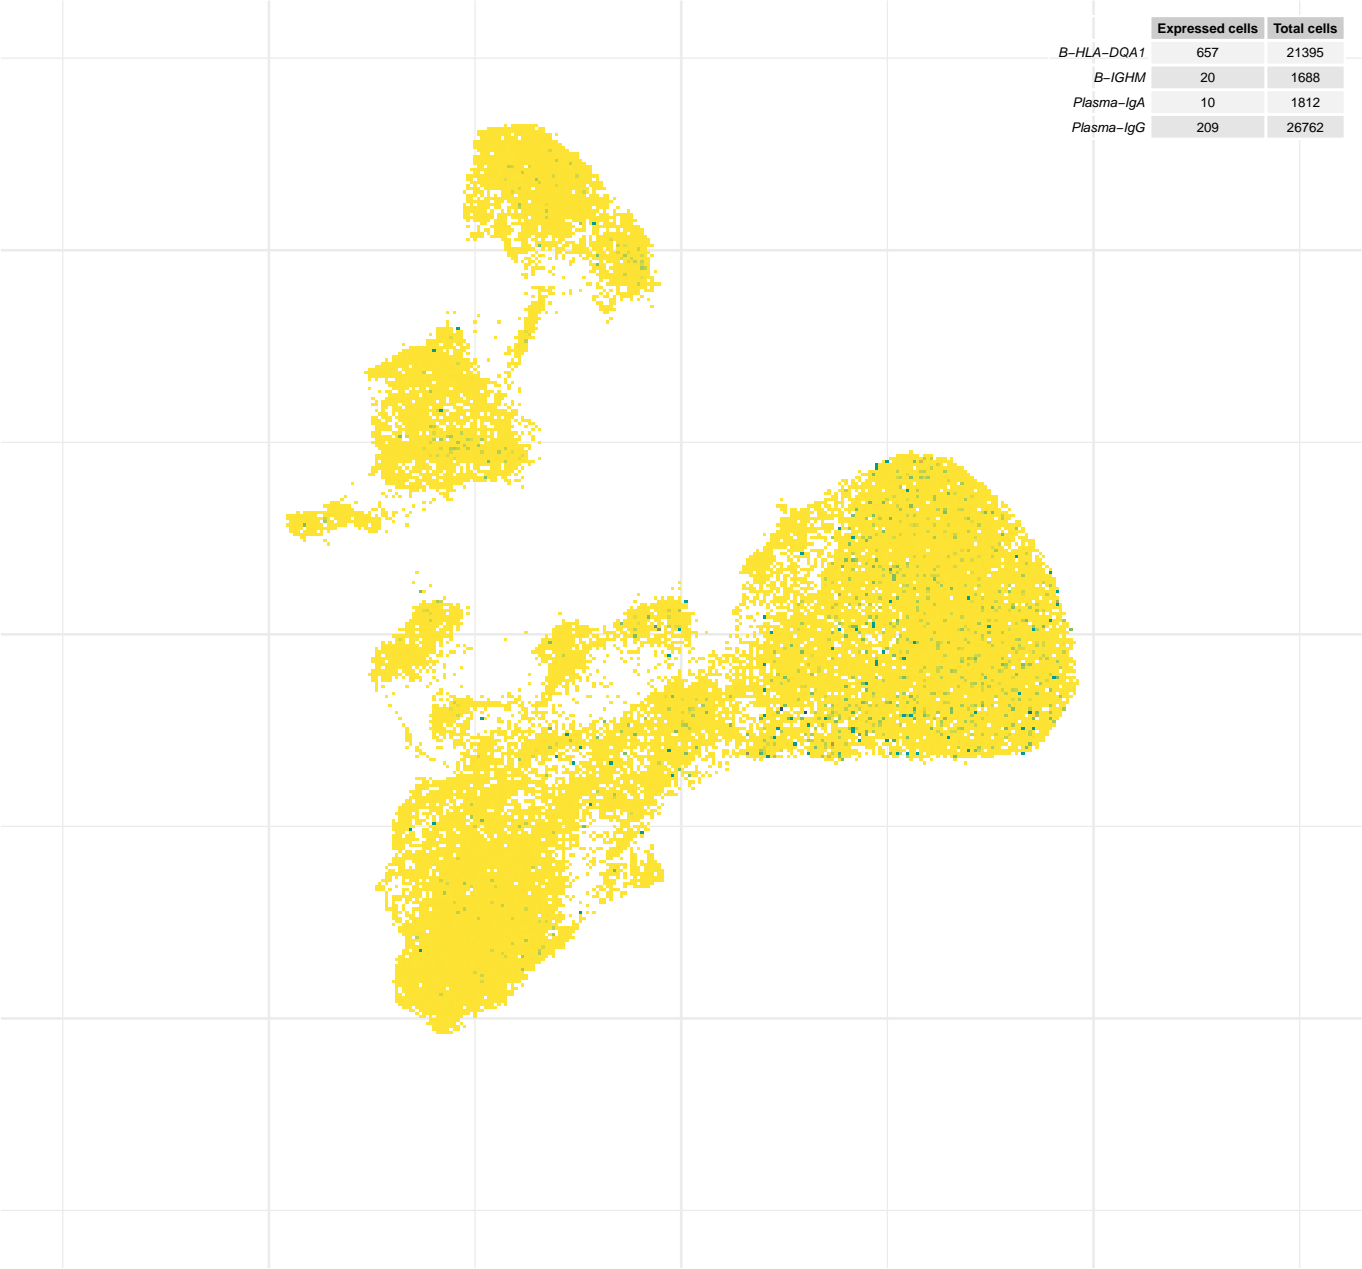 Expressed cells Total cells
B−HLA−DQA1 657 21395
B−IGHM 20 1688
Plasma−IgA 10 1812
Plasma−IgG 209 26762